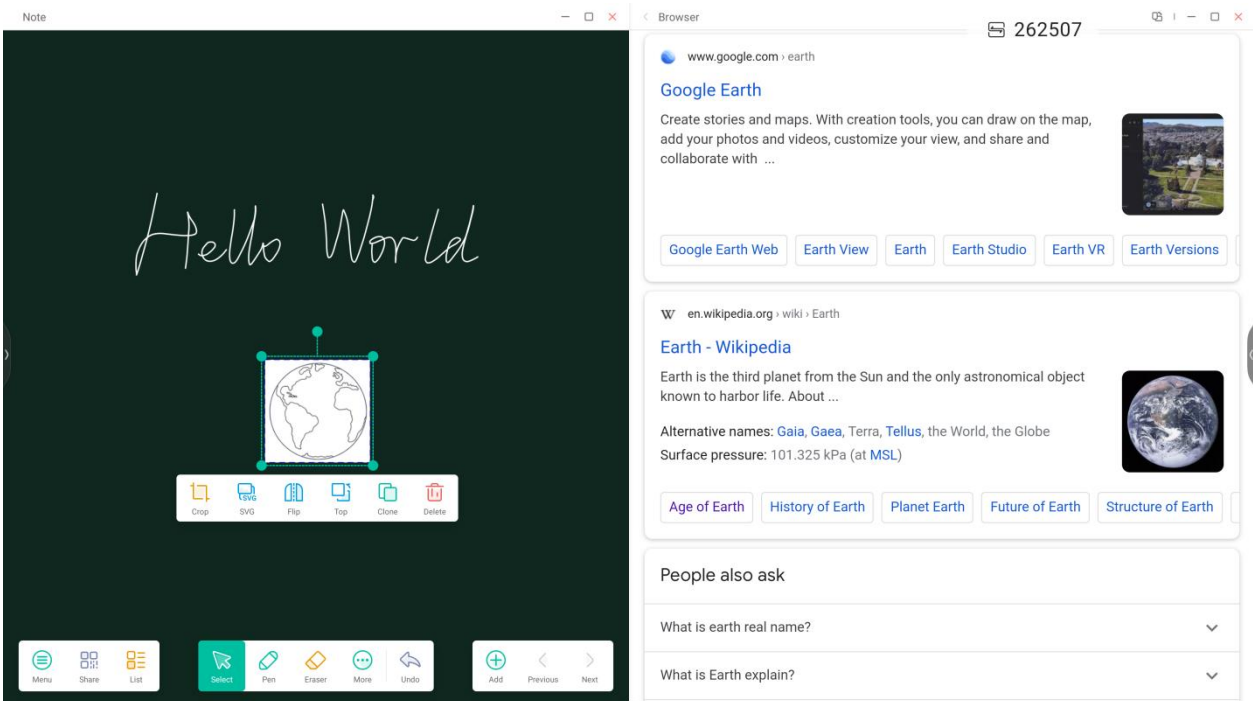 Note
Hello World
Crop SVG Flip Top Clone Delete
Menu Share List Select Pen Eraser More Undo Add Previous Next
Browser
262507
www.google.com › earth
Google Earth
Create stories and maps. With creation tools, you can draw on the map,
add your photos and videos, customize your view, and share and
collaborate with ...
Google Earth Web Earth View Earth Earth Studio Earth VR Earth Versions
W en.wikipedia.org › wiki › Earth
Earth - Wikipedia
Earth is the third planet from the Sun and the only astronomical object
known to harbor life. About ...
Alternative names: Gaia, Gaea, Terra, Tellus, the World, the Globe
Surface pressure: 101.325 kPa (at MSL)
Age of Earth History of Earth Planet Earth Future of Earth Structure of Earth
People also ask
What is earth real name?
What is Earth explain?